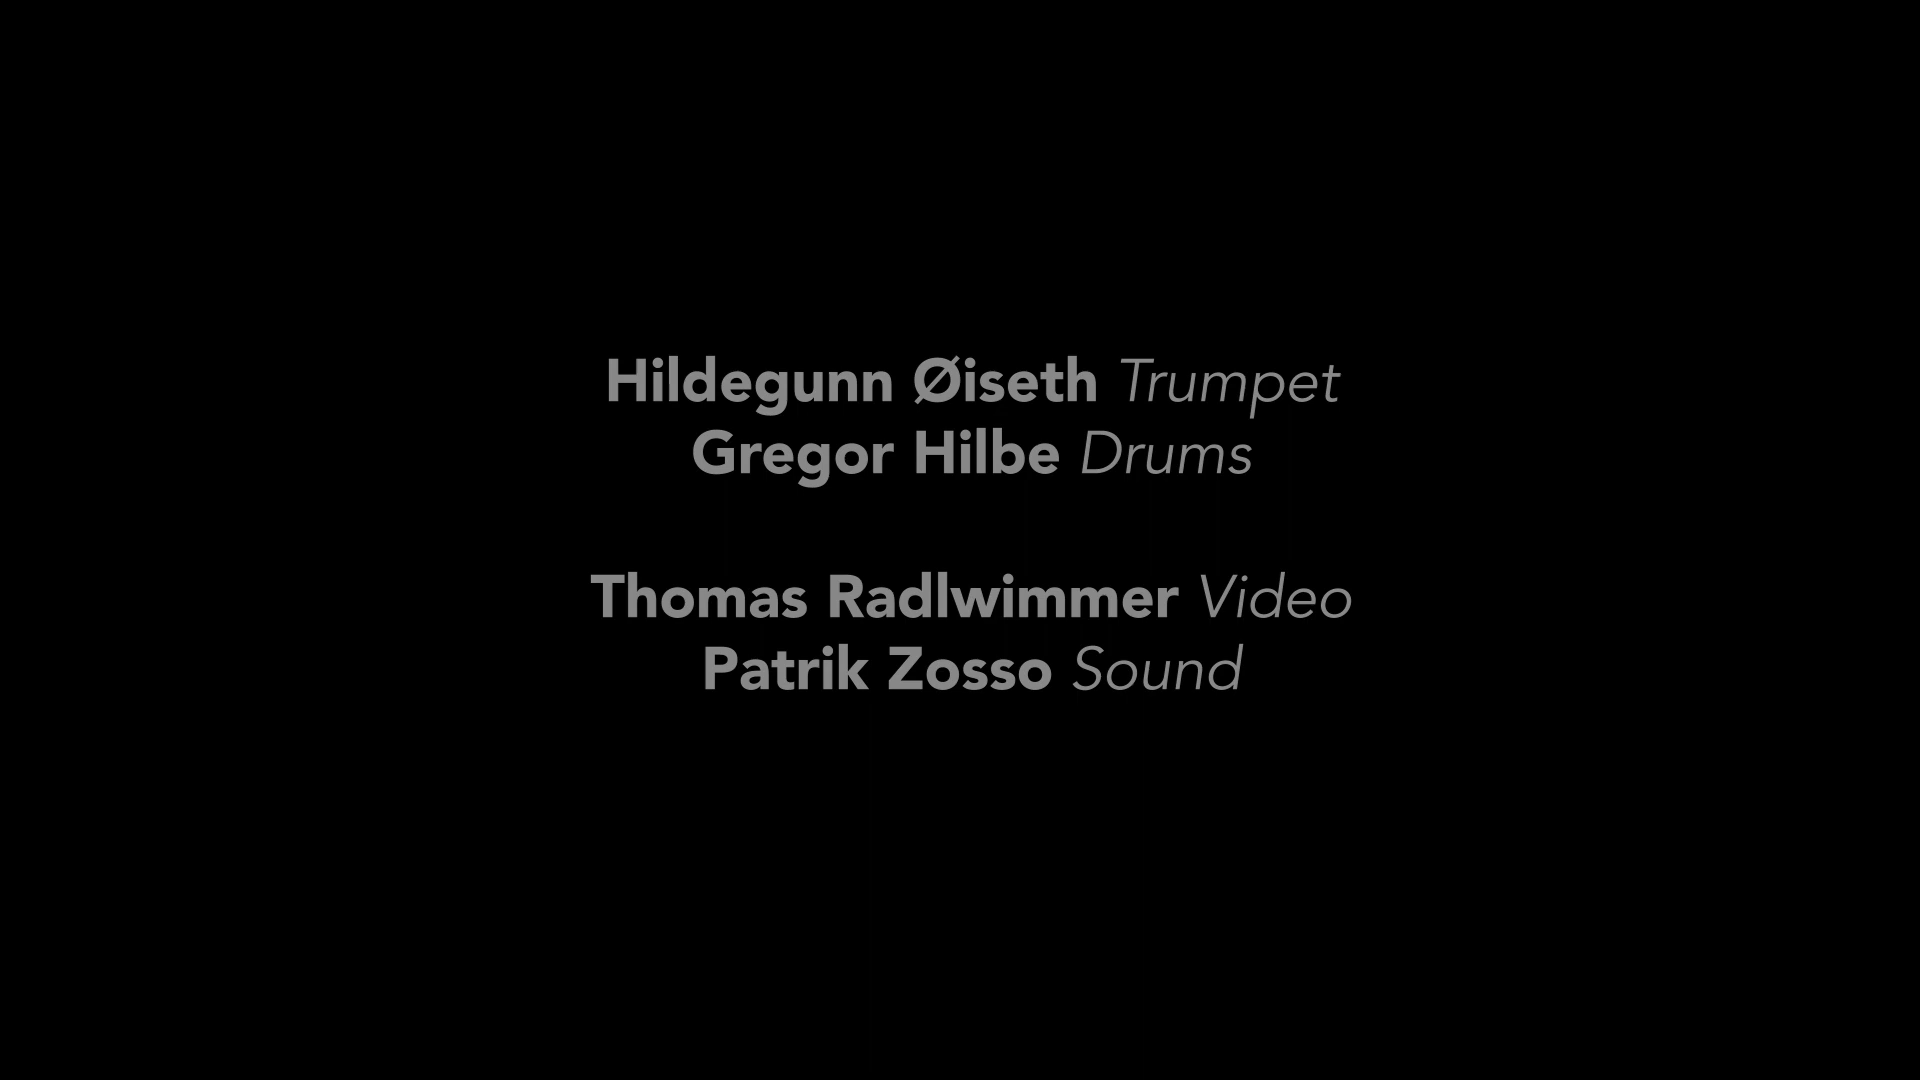 Hildegunn Øiseth Trumpet
Gregor Hilbe Drums
Thomas Radlwimmer Video
Patrik Zosso Sound